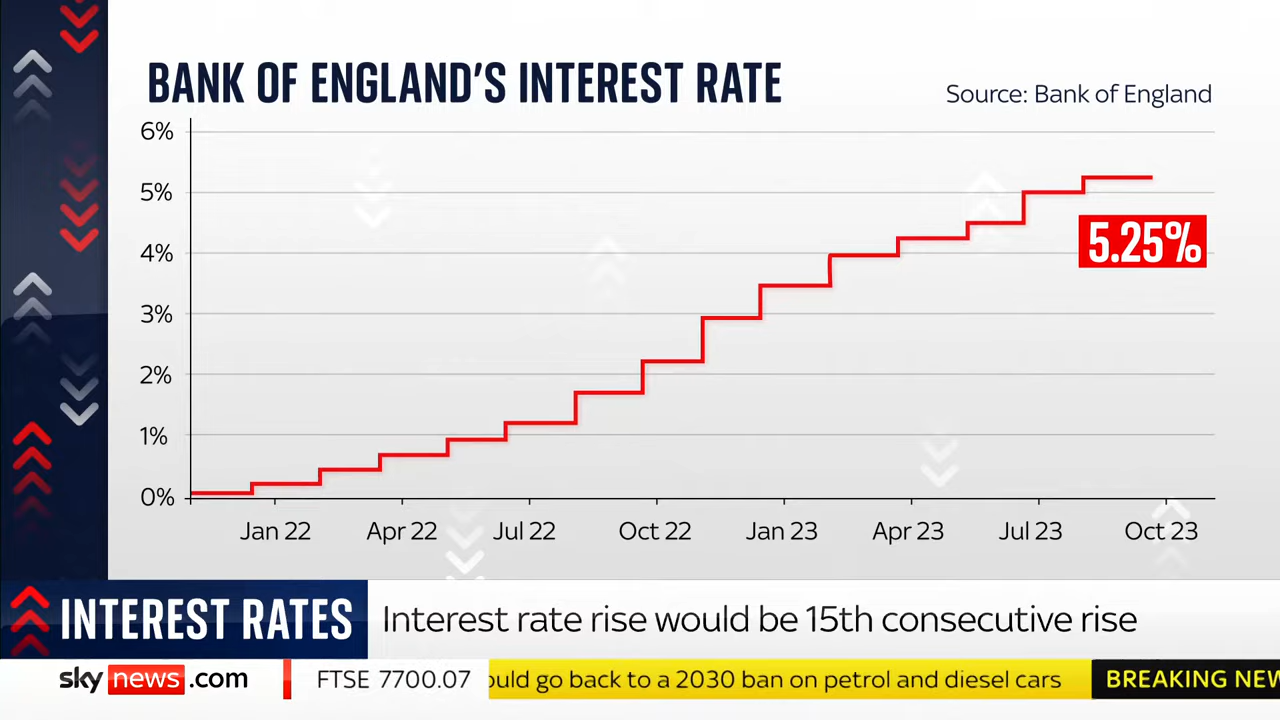 BANK OF ENGLAND'S INTEREST RATE
Source: Bank of England
6%
5%
4%
3%
2%
1%
0%
5.25%
Jan 22 Apr 22 Jul 22 Oct 22 Jan 23 Apr 23 Jul 23 Oct 23
INTEREST RATES Interest rate rise would be 15th consecutive rise
sky news.com FTSE 7700.07 go back to a 2030 ban on petrol and diesel cars BREAKING